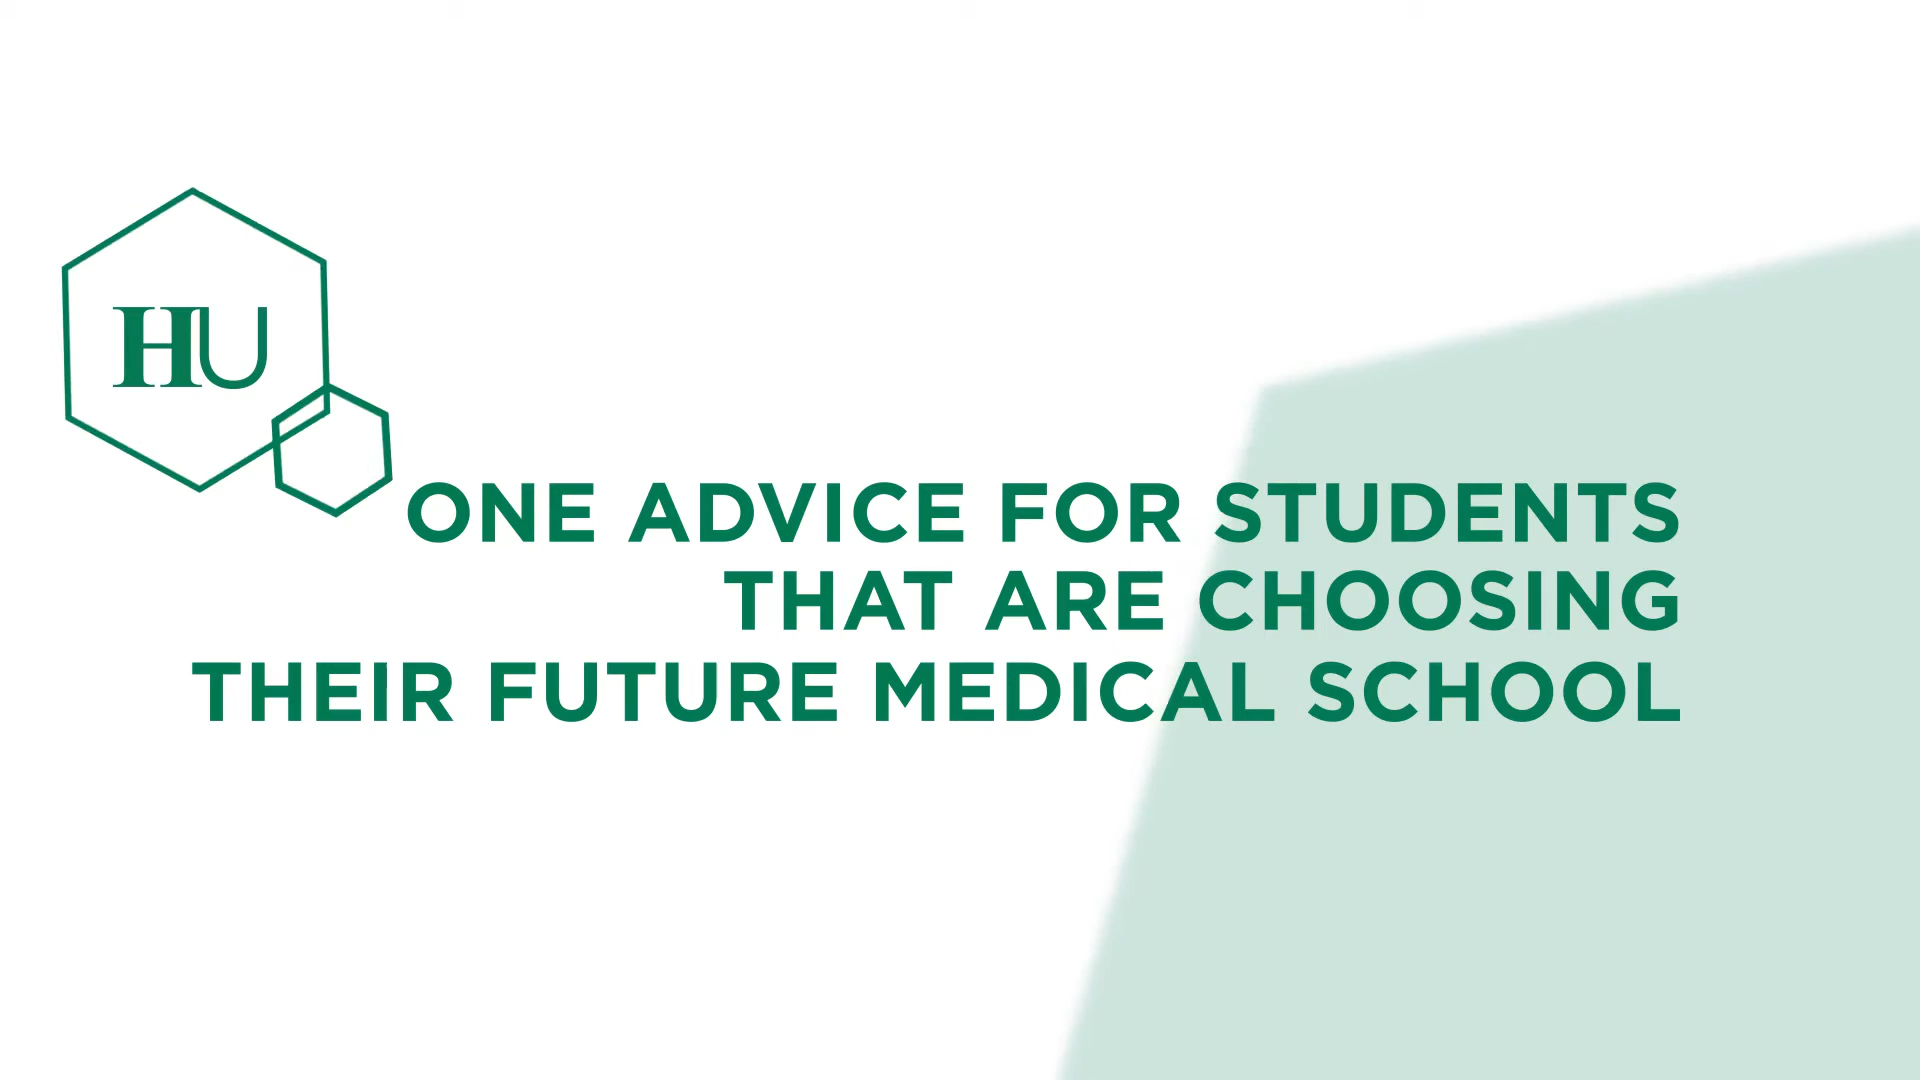 HU
ONE ADVICE FOR STUDENTS
THAT ARE CHOOSING
THEIR FUTURE MEDICAL SCHOOL